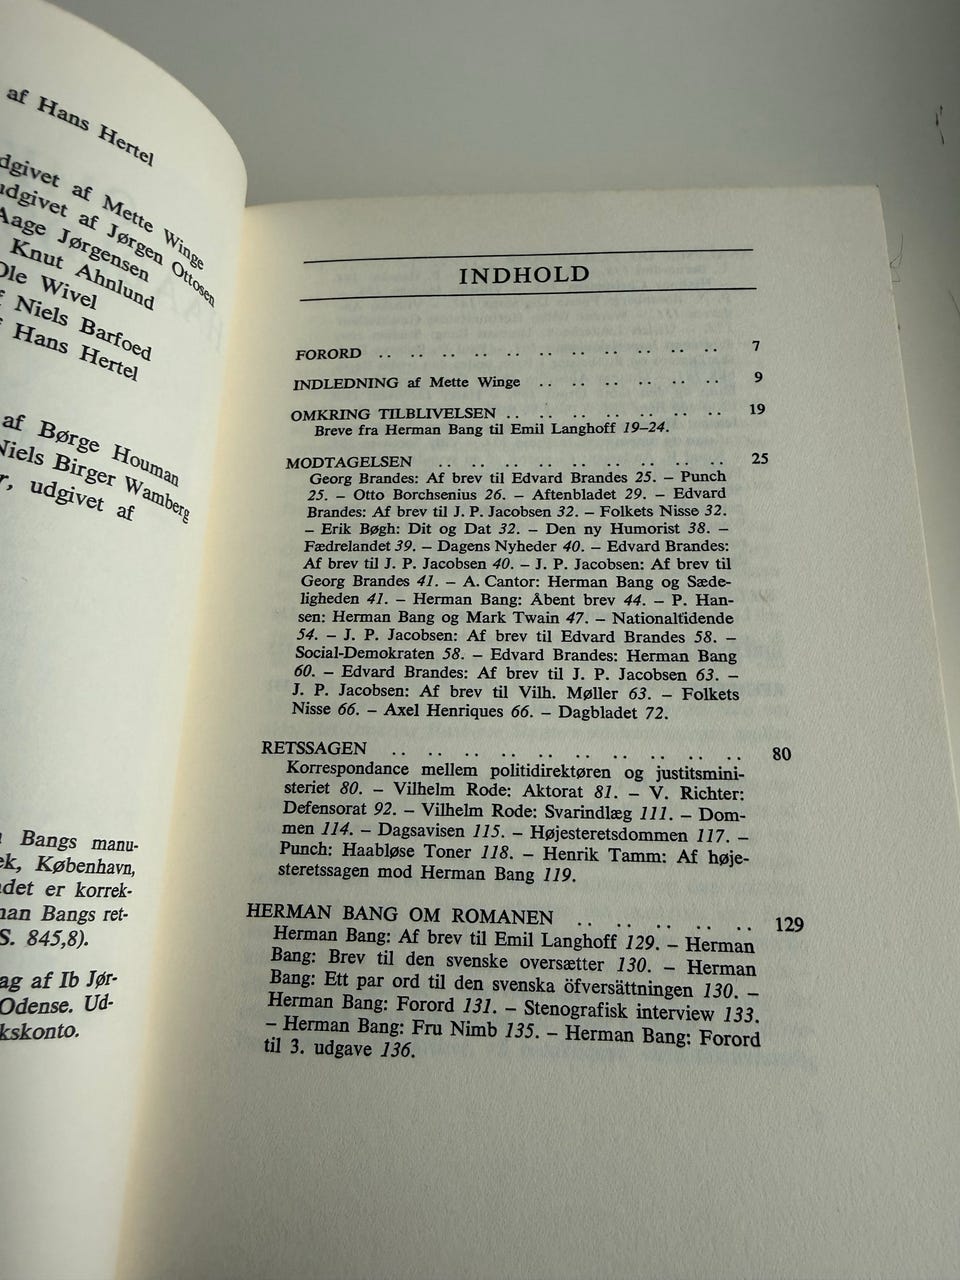 af Hans Hertel
dgivet af Mette Winge
udgivet af Jørgen Ottosen
Aage Jørgensen
Knut Ahnlund
Ole Wivel
f Niels Barfoed
f Hans Hertel
af Børge Houman
Niels Birger Wamberg
r, udgivet af
Bangs manu-
ek, København,
det er korrek-
nan Bangs ret-
S. 845,8).
ag af Ib Jør-
Odense. Ud-
kskonto.
INDHOLD
FORORD .. .. .. .. .. .. .. .. .. .. .. 7
INDLEDNING af Mette Winge .. .. .. .. .. .. 9
OMKRING TILBLIVELSEN .. .. .. .. .. .. .. 19
Breve fra Herman Bang til Emil Langhoff 19–24.
MODTAGELSEN .. .. .. .. .. .. .. .. .. 25
Georg Brandes: Af brev til Edvard Brandes 25. – Punch
25. – Otto Borchsenius 26. – Aftenbladet 29. – Edvard
Brandes: Af brev til J. P. Jacobsen 32. – Folkets Nisse 32.
– Erik Bøgh: Dit og Dat 32. – Den ny Humorist 38. –
Fædrelandet 39. – Dagens Nyheder 40. – Edvard Brandes:
Af brev til J. P. Jacobsen 40. – J. P. Jacobsen: Af brev til
Georg Brandes 41. – A. Cantor: Herman Bang og Sæde-
ligheden 41. – Herman Bang: Åbent brev 44. – P. Han-
sen: Herman Bang og Mark Twain 47. – Nationaltidende
54. – J. P. Jacobsen: Af brev til Edvard Brandes 58. –
Social-Demokraten 58. – Edvard Brandes: Herman Bang
60. – Edvard Brandes: Af brev til J. P. Jacobsen 63. –
J. P. Jacobsen: Af brev til Vilh. Møller 63. – Folkets
Nisse 66. – Axel Henriques 66. – Dagbladet 72.
RETSSAGEN .. .. .. .. .. .. .. .. .. .. 80
Korrespondance mellem politidirektøren og justitsmini-
steriet 80. – Vilhelm Rode: Aktorat 81. – V. Richter:
Defensorat 92. – Vilhelm Rode: Svarindlæg 111. – Dom-
men 114. – Dagsavisen 115. – Højesteretsdommen 117. –
Punch: Haabløse Toner 118. – Henrik Tamm: Af høje-
steretssagen mod Herman Bang 119.
HERMAN BANG OM ROMANEN .. .. .. .. .. 129
Herman Bang: Af brev til Emil Langhoff 129. – Herman
Bang: Brev til den svenske oversætter 130. – Herman
Bang: Ett par ord til den svenska öfversättningen 130. –
Herman Bang: Forord 131. – Stenografisk interview 133.
– Herman Bang: Fru Nimb 135. – Herman Bang: Forord
til 3. udgave 136.